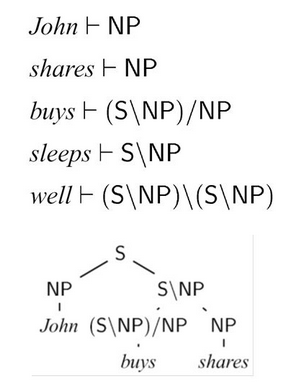 John ⊢ NP
shares ⊢ NP
buys ⊢ (S\NP)/NP
sleeps ⊢ S\NP
well ⊢ (S\NP)\(S\NP)
S
NP S\NP
John (S\NP)/NP NP
buys shares